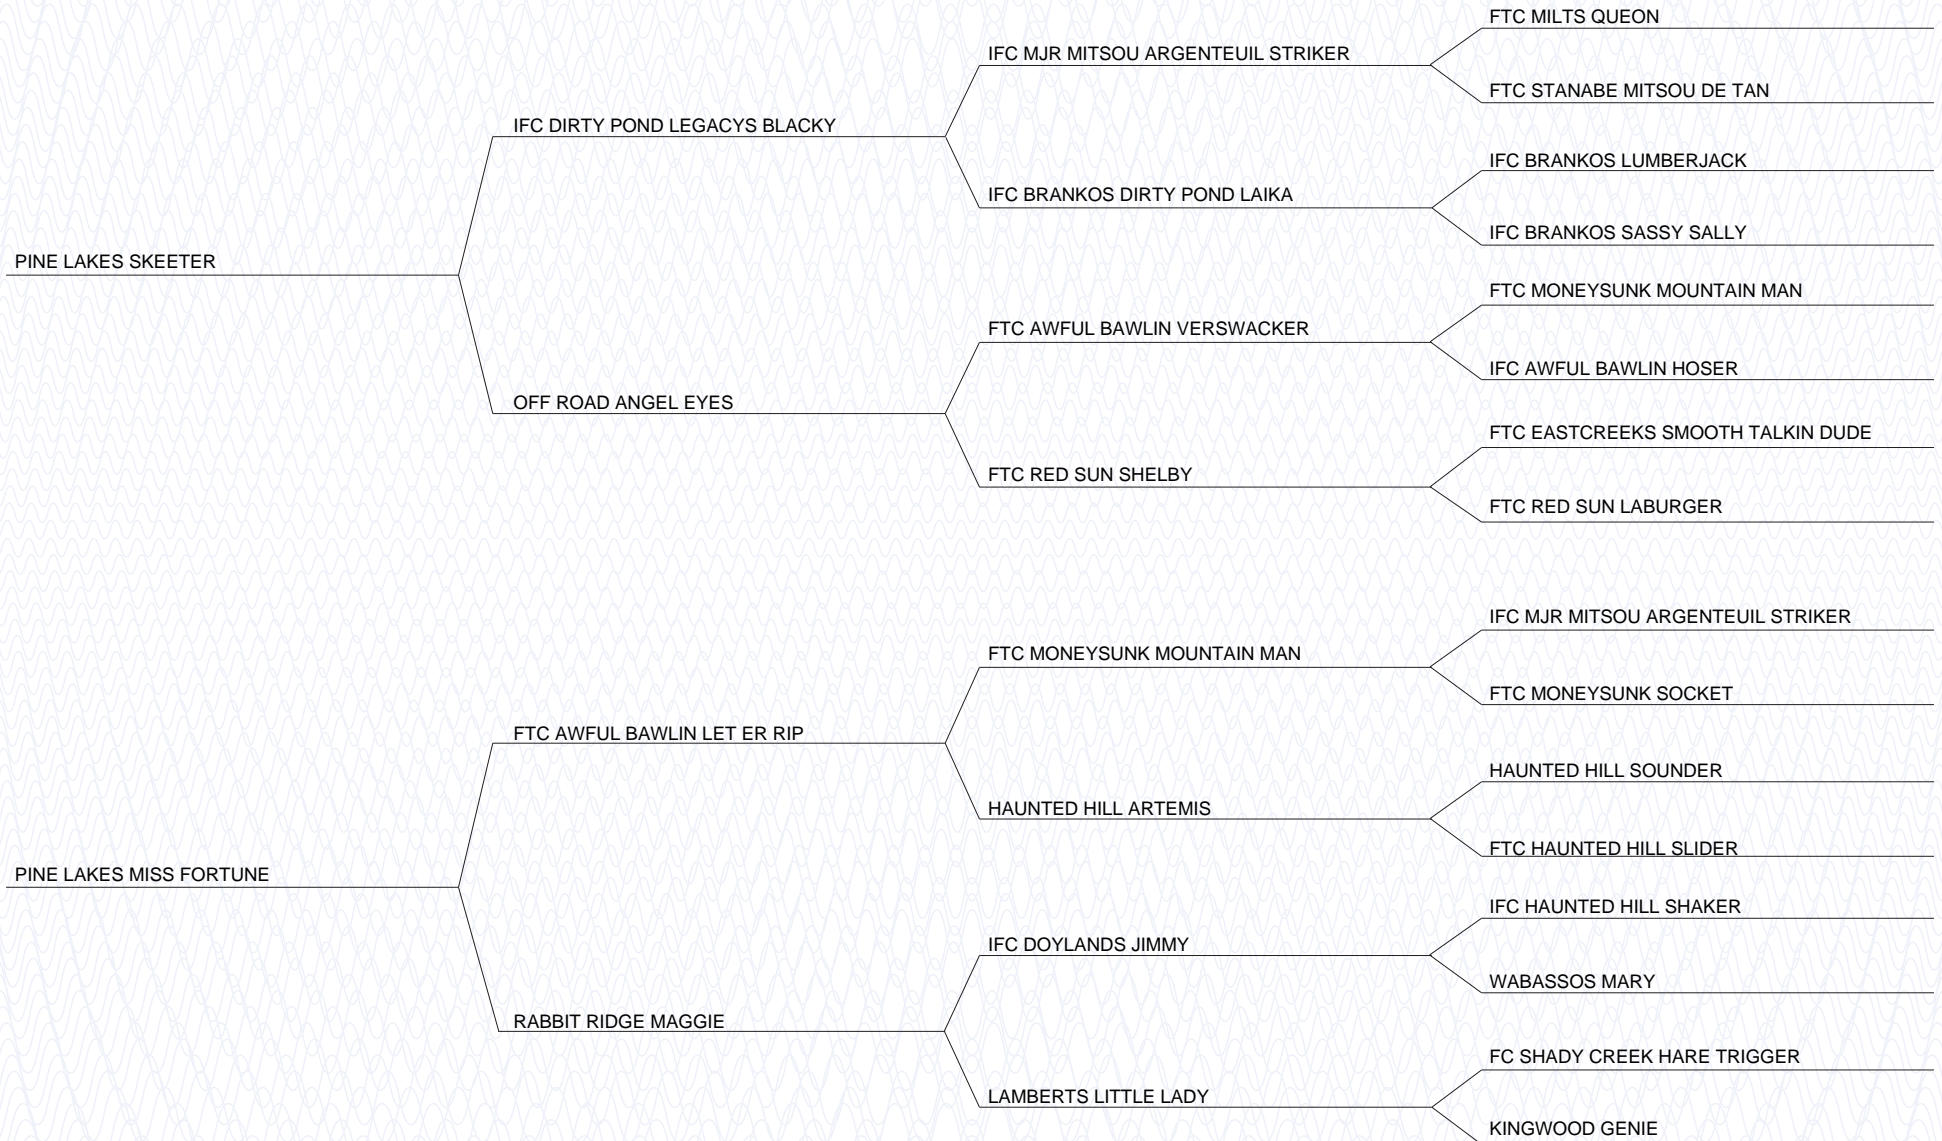 FTC MILTS QUEON
IFC MJR MITSOU ARGENTEUIL STRIKER
FTC STANABE MITSOU DE TAN
IFC DIRTY POND LEGACYS BLACKY
IFC BRANKOS LUMBERJACK
IFC BRANKOS DIRTY POND LAIKA
IFC BRANKOS SASSY SALLY
PINE LAKES SKEETER
FTC MONEYSUNK MOUNTAIN MAN
FTC AWFUL BAWLIN VERSWACKER
IFC AWFUL BAWLIN HOSER
OFF ROAD ANGEL EYES
FTC EASTCREEKS SMOOTH TALKIN DUDE
FTC RED SUN SHELBY
FTC RED SUN LABURGER
IFC MJR MITSOU ARGENTEUIL STRIKER
FTC MONEYSUNK MOUNTAIN MAN
FTC MONEYSUNK SOCKET
FTC AWFUL BAWLIN LET ER RIP
HAUNTED HILL SOUNDER
HAUNTED HILL ARTEMIS
FTC HAUNTED HILL SLIDER
PINE LAKES MISS FORTUNE
IFC HAUNTED HILL SHAKER
IFC DOYLANDS JIMMY
WABASSOS MARY
RABBIT RIDGE MAGGIE
FC SHADY CREEK HARE TRIGGER
LAMBERTS LITTLE LADY
KINGWOOD GENIE